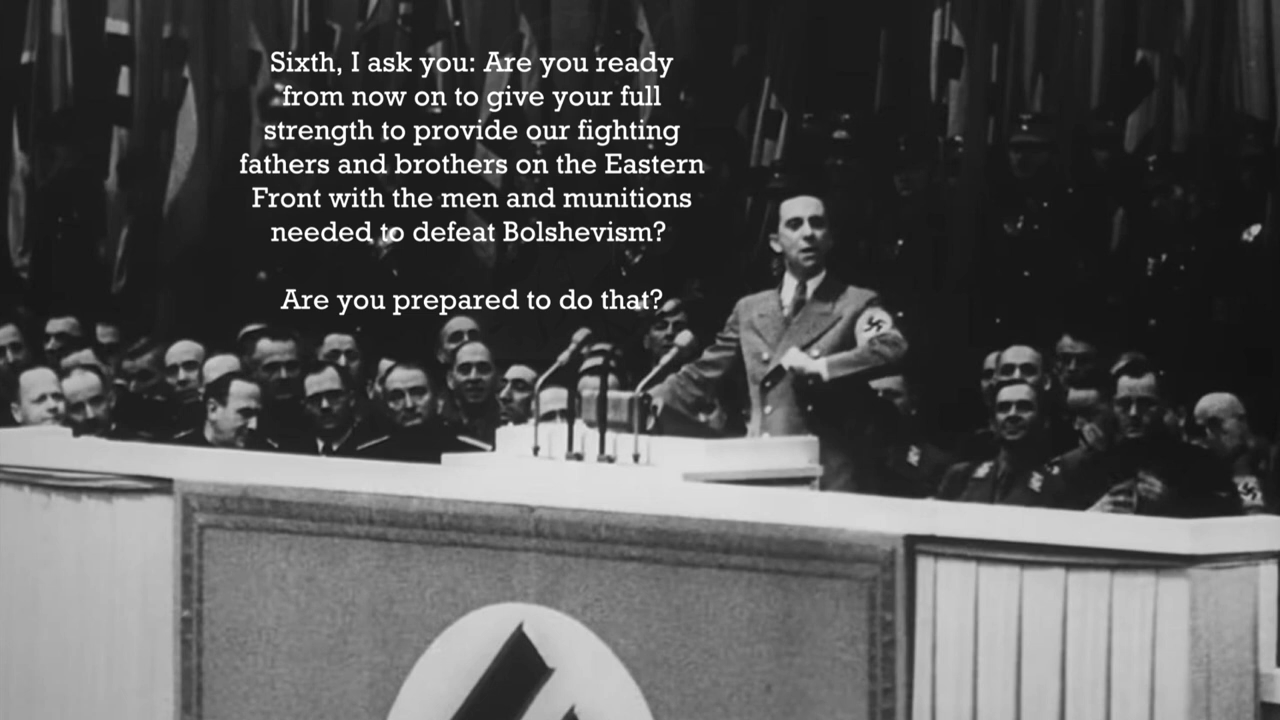 Sixth, I ask you: Are you ready
from now on to give your full
strength to provide our fighting
fathers and brothers on the Eastern
Front with the men and munitions
needed to defeat Bolshevism?
Are you prepared to do that?